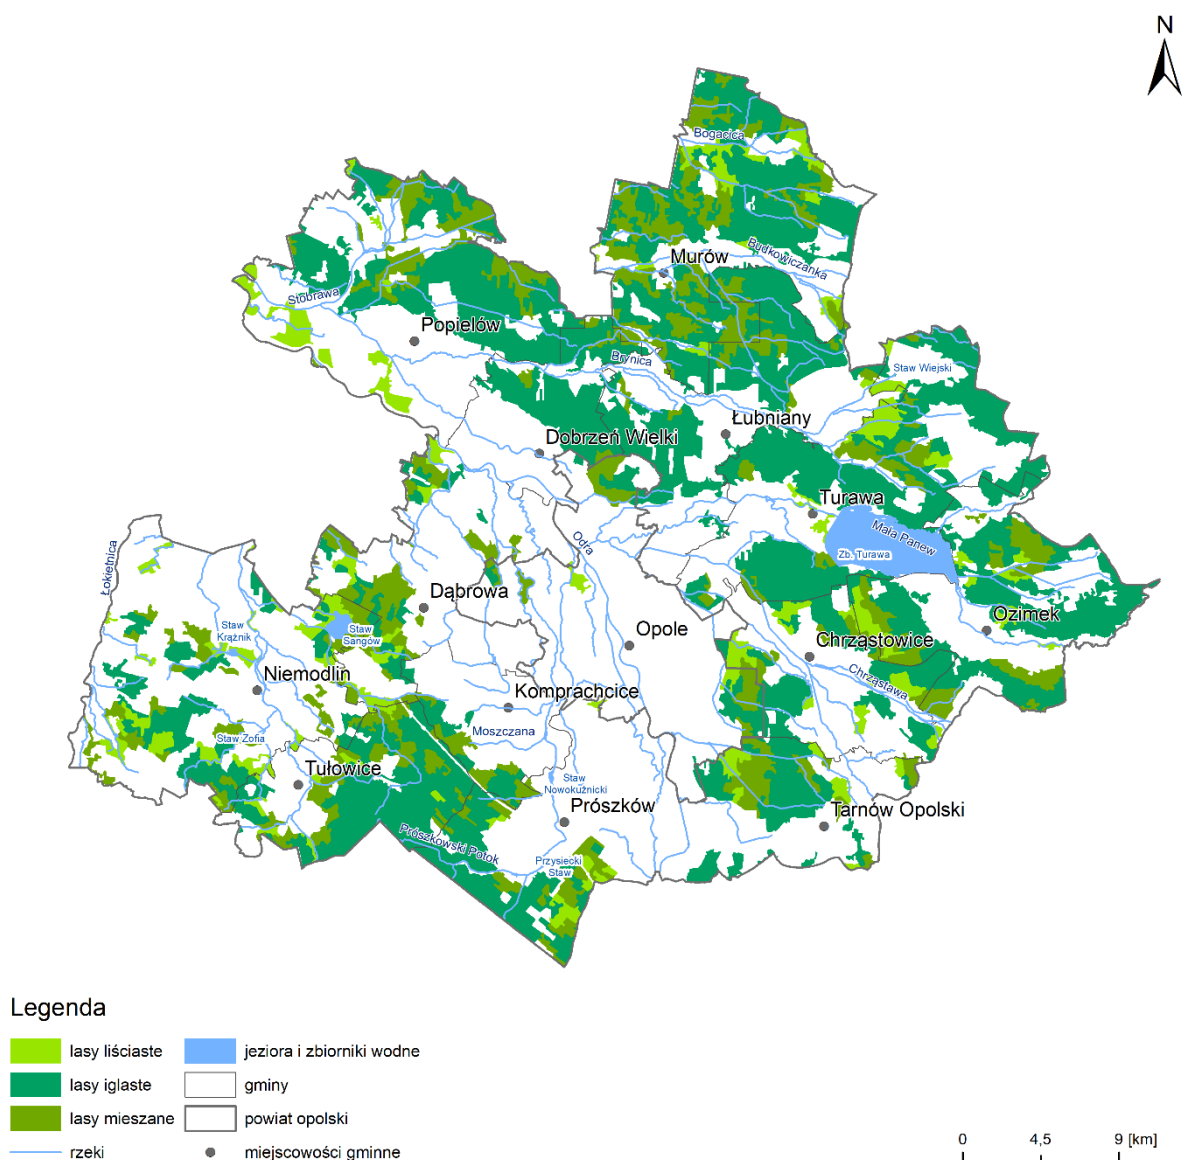 N
Bogacica
Budkowiczanka
Murów
Stobrawa
Popielów
Brynica
Staw Wiejski
Łubniany
Dobrzeń Wielki
Turawa
Mała Panew
Zb. Turawa
Odra
Łokietnica
Dąbrowa
Staw
Krążnik
Staw
Sangów
Opole
Ozimek
Chrząstowice
Niemodlin
Chrząstawa
Komprachcice
Moszczana
Staw Zofia
Tułowice
Staw
Nowokuźnicki
Prószków
Tarnów Opolski
Prószkowski Potok
Przysiecki
Staw
Legenda
lasy liściaste
jeziora i zbiorniki wodne
lasy iglaste
gminy
lasy mieszane
powiat opolski
rzeki
miejscowości gminne
0 4,5 9 [km]